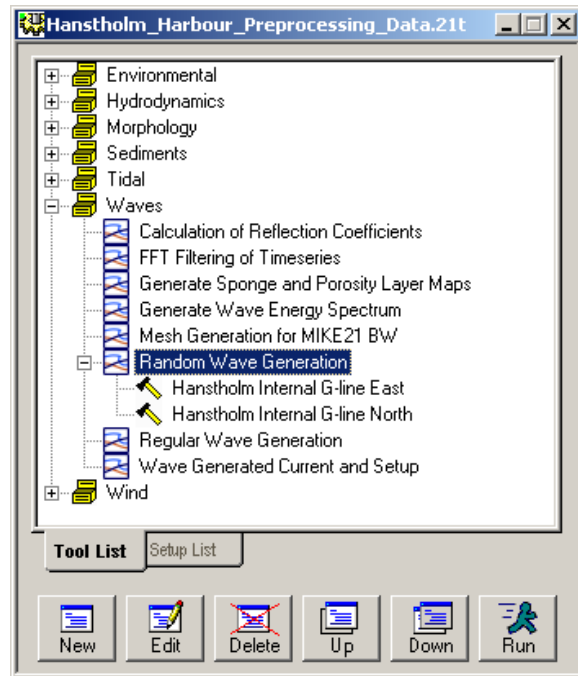 Hanstholm_Harbour_Preprocessing_Data.21t
Environmental
Hydrodynamics
Morphology
Sediments
Tidal
Waves
Calculation of Reflection Coefficients
FFT Filtering of Timeseries
Generate Sponge and Porosity Layer Maps
Generate Wave Energy Spectrum
Mesh Generation for MIKE21 BW
Random Wave Generation
Hanstholm Internal G-line East
Hanstholm Internal G-line North
Regular Wave Generation
Wave Generated Current and Setup
Wind
Tool List Setup List
New Edit Delete Up Down Run